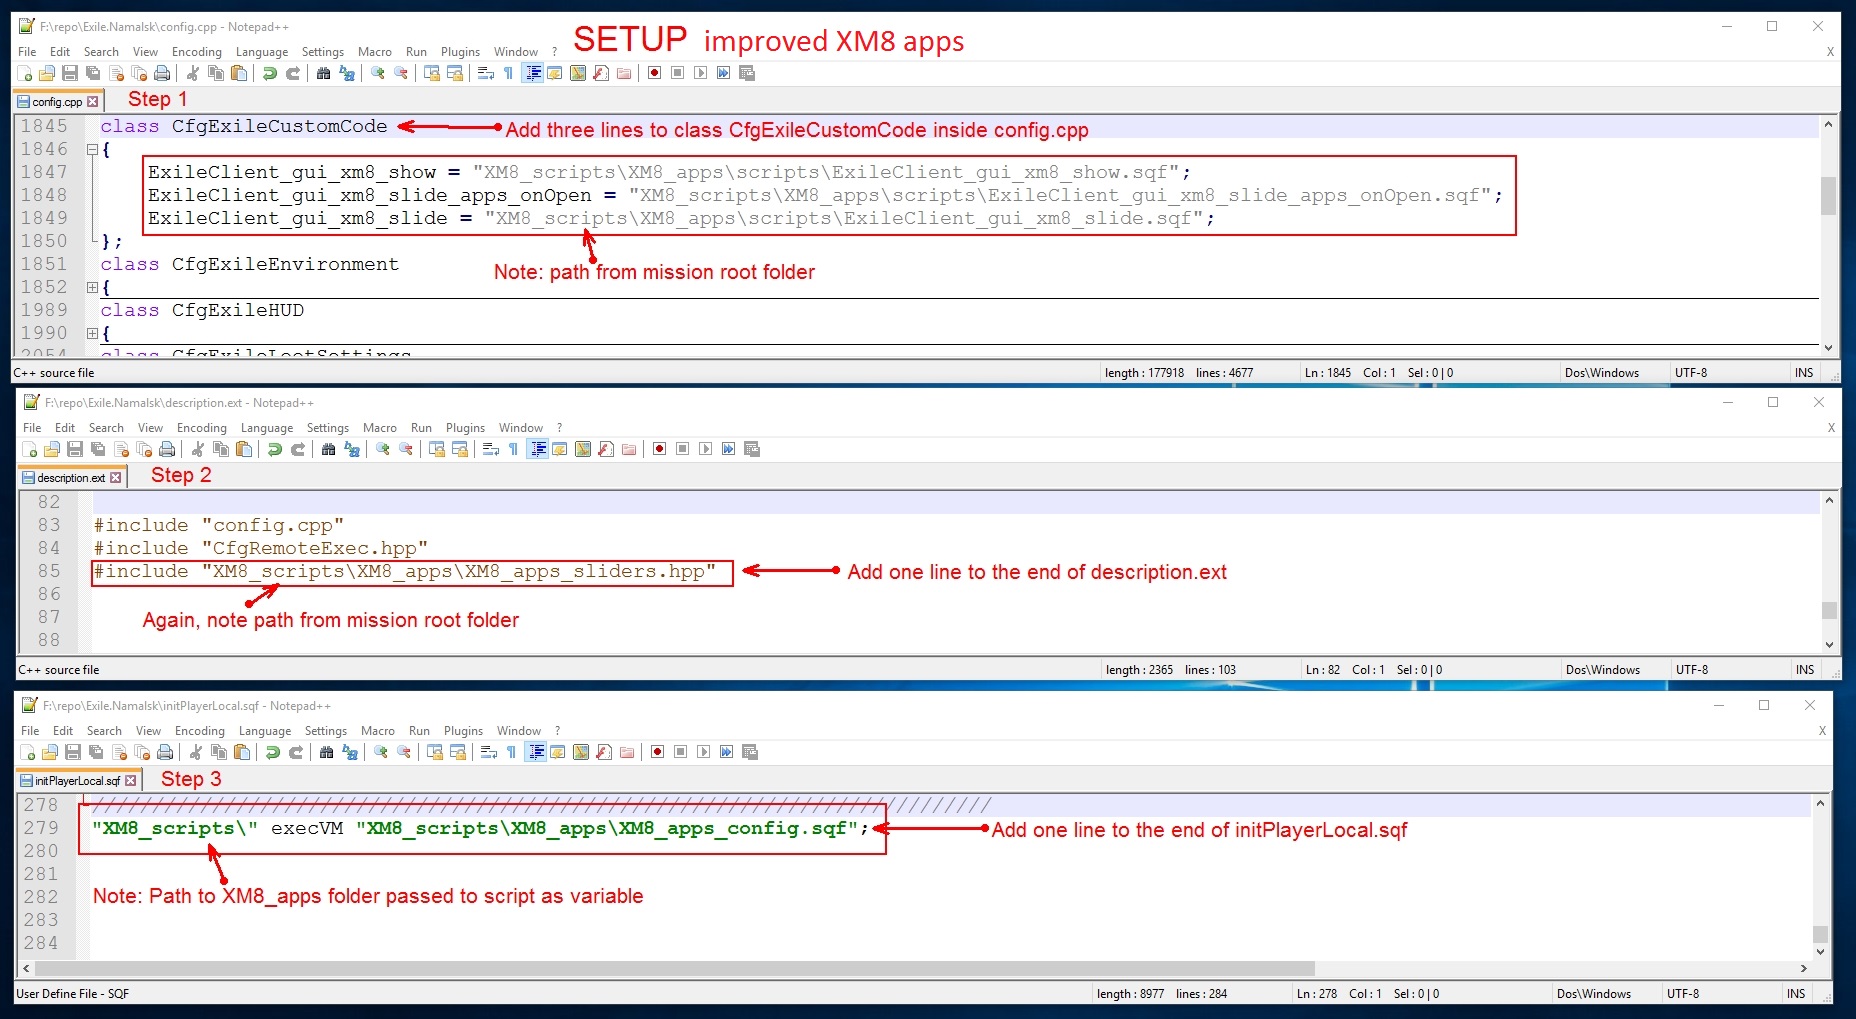 F:\repo\Exile.Namalsk\config.cpp - Notepad++
SETUP improved XM8 apps
File Edit Search View Encoding Language Settings Macro Run Plugins Window ? X
config.cpp
Step 1
1845 class CfgExileCustomCode
Add three lines to class CfgExileCustomCode inside config.cpp
1846 {
1847 ExileClient_gui_xm8_show = "XM8_scripts\XM8_apps\scripts\ExileClient_gui_xm8_show.sqf";
1848 ExileClient_gui_xm8_slide_apps_onOpen = "XM8_scripts\XM8_apps\scripts\ExileClient_gui_xm8_slide_apps_onOpen.sqf";
1849 ExileClient_gui_xm8_slide = "XM8_scripts\XM8_apps\scripts\ExileClient_gui_xm8_slide.sqf";
1850 };
1851 class CfgExileEnvironment
Note: path from mission root folder
1852 {
1989 class CfgExileHUD
1990 {
2054 class CfgExileLootSettings
C++ source file length : 177918 lines : 4677 Ln : 1845 Col : 1 Sel : 0 | 0 Dos\Windows UTF-8 INS
F:\repo\Exile.Namalsk\description.ext - Notepad++
File Edit Search View Encoding Language Settings Macro Run Plugins Window ? X
description.ext
Step 2
82
83 #include "config.cpp"
84 #include "CfgRemoteExec.hpp"
85 #include "XM8_scripts\XM8_apps\XM8_apps_sliders.hpp"
Add one line to the end of description.ext
86
87
Again, note path from mission root folder
88
C++ source file length : 2365 lines : 103 Ln : 82 Col : 1 Sel : 0 | 0 Dos\Windows UTF-8 INS
F:\repo\Exile.Namalsk\initPlayerLocal.sqf - Notepad++
File Edit Search View Encoding Language Settings Macro Run Plugins Window ? X
initPlayerLocal.sqf
Step 3
278 ///////////////////////////////////////////////////////////////////////////
279 "XM8_scripts\" execVM "XM8_scripts\XM8_apps\XM8_apps_config.sqf";
Add one line to the end of initPlayerLocal.sqf
280
281
282
Note: Path to XM8_apps folder passed to script as variable
283
284
User Define File - SQF length : 8977 lines : 284 Ln : 278 Col : 1 Sel : 0 | 0 Dos\Windows UTF-8 INS